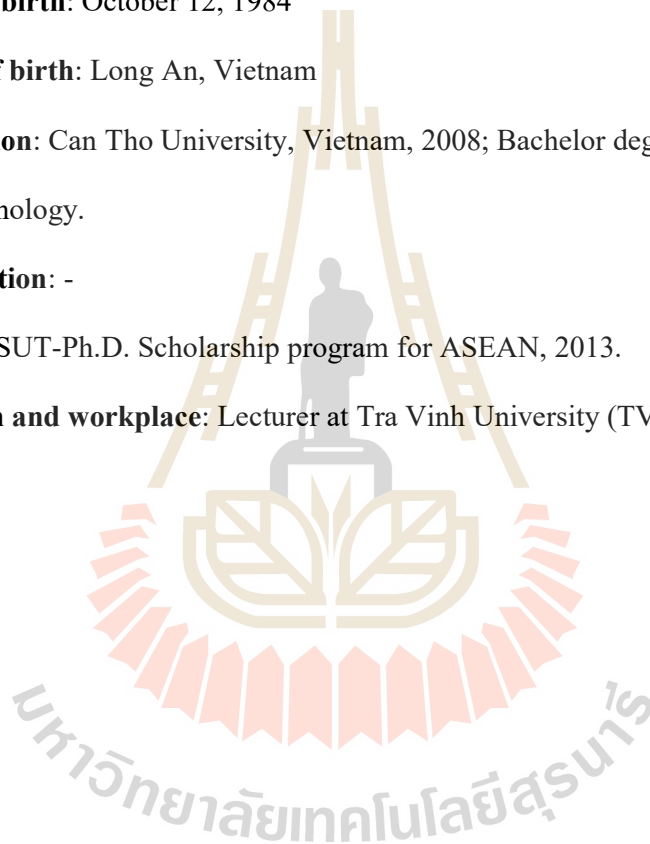 birth: October 12, 1984
f birth: Long An, Vietnam
on: Can Tho University, Vietnam, 2008; Bachelor deg
nology.
tion: -
SUT-Ph.D. Scholarship program for ASEAN, 2013.
n and workplace: Lecturer at Tra Vinh University (TV
มหาวิทยาลัยเทคโนโลยีสุรนารี